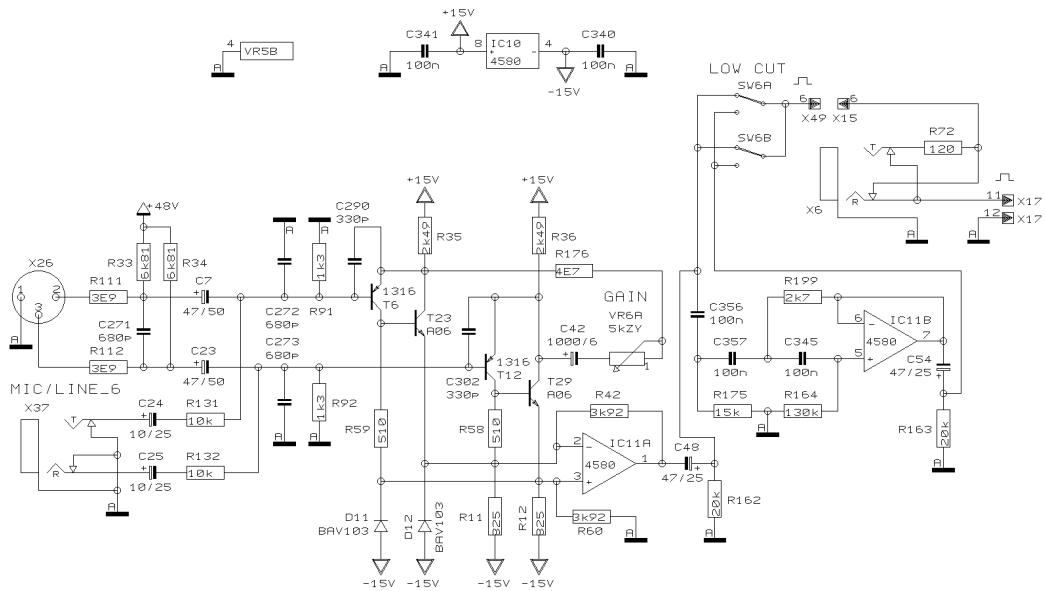 +15V
C341
100n
8
IC10
4580
+
-
4
C340
100n
-15V
A
A
4
VR5B
A
LOW CUT
SW6A
SW6B
6
X49
6
X15
R72
120
T
R
X6
11
X17
12
X17
A
A
+48V
R33
6k81
R34
6k81
X26
1
2
3
A
R111
3E9
R112
3E9
C271
680p
C7
+
47/50
C23
+
47/50
A
C272
680p
C273
680p
A
1k3
R91
1k3
R92
A
A
C290
330p
+15V
2k49
R35
+15V
2k49
R36
R176
4E7
1316
T6
T23
A06
1316
T12
T29
A06
C302
330p
C42
1000/6
+
GAIN
VR6A
5kZY
1
MIC/LINE_6
X37
T
R
C24
+
10/25
C25
+
10/25
R131
10k
R132
10k
A
R59
510
R58
510
R42
3k92
2
-
3
+
IC11A
4580
1
C48
+
47/25
20k
R162
A
D11
BAV103
D12
BAV103
R11
825
R12
825
3k92
R60
A
-15V
-15V
-15V
-15V
C356
100n
C357
100n
C345
100n
R199
2k7
R175
15k
R164
130k
A
6
-
5
+
IC11B
4580
7
C54
+
47/25
R163
20k
A